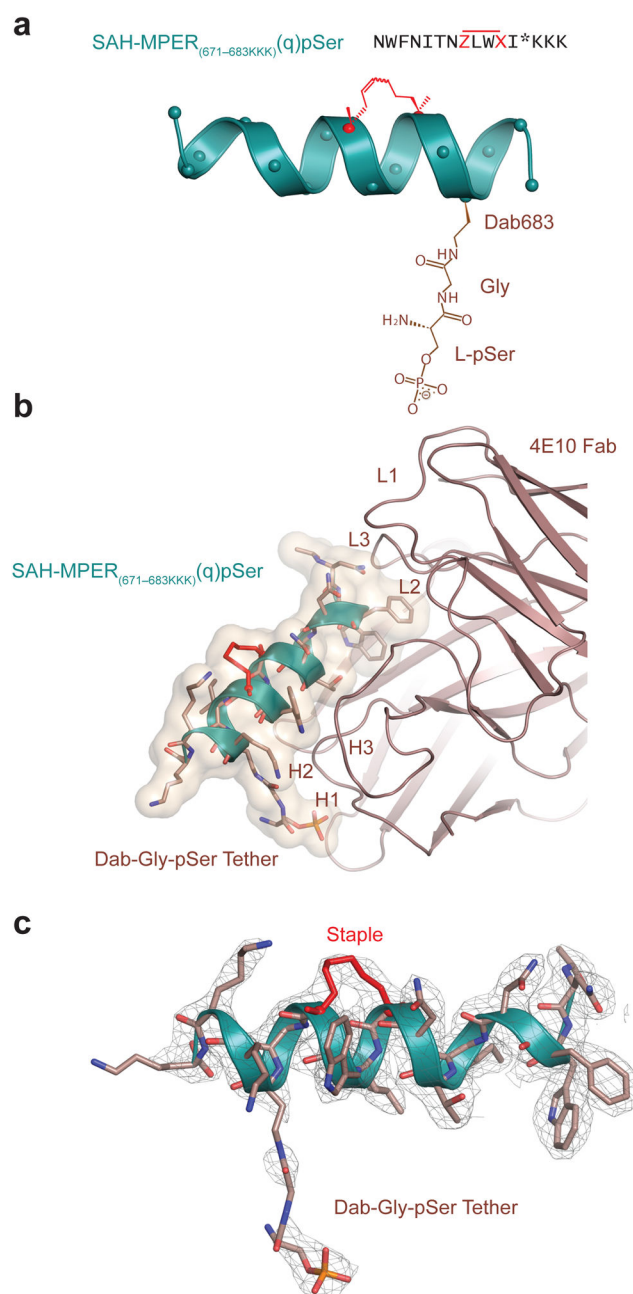 a
SAH-MPER(671–683KKK)(q)pSer NWFNITNZLWXI*KKK
Dab683
HN
O
Gly
NH
H2N
O
L-pSer
O
O P O
⊖
O
b
4E10 Fab
L1
L3
SAH-MPER(671–683KKK)(q)pSer
L2
H3
H2
H1
Dab-Gly-pSer Tether
c
Staple
Dab-Gly-pSer Tether